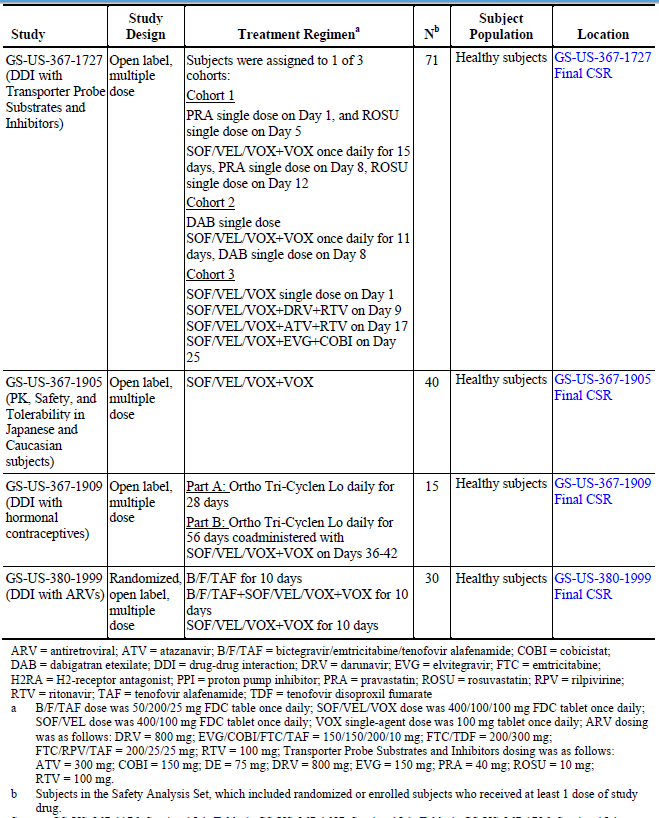 Study
Study Design
Treatment Regimenᵃ
Nᵇ
Subject Population
Location
GS-US-367-1727
(DDI with
Transporter Probe
Substrates and
Inhibitors)
Open label,
multiple
dose
Subjects were assigned to 1 of 3
cohorts:
Cohort 1
PRA single dose on Day 1, and ROSU
single dose on Day 5
SOF/VEL/VOX+VOX once daily for 15
days, PRA single dose on Day 8, ROSU
single dose on Day 12
Cohort 2
DAB single dose
SOF/VEL/VOX+VOX once daily for 11
days, DAB single dose on Day 8
Cohort 3
SOF/VEL/VOX single dose on Day 1
SOF/VEL/VOX+DRV+RTV on Day 9
SOF/VEL/VOX+ATV+RTV on Day 17
SOF/VEL/VOX+EVG+COBI on Day
25
71
Healthy subjects
GS-US-367-1727
Final CSR
GS-US-367-1905
(PK, Safety, and
Tolerability in
Japanese and
Caucasian
subjects)
Open label,
multiple
dose
SOF/VEL/VOX+VOX
40
Healthy subjects
GS-US-367-1905
Final CSR
GS-US-367-1909
(DDI with
hormonal
contraceptives)
Open label,
multiple
dose
Part A: Ortho Tri-Cyclen Lo daily for
28 days
Part B: Ortho Tri-Cyclen Lo daily for
56 days coadministered with
SOF/VEL/VOX+VOX on Days 36-42
15
Healthy subjects
GS-US-367-1909
Final CSR
GS-US-380-1999
(DDI with ARVs)
Randomized,
open label,
multiple
dose
B/F/TAF for 10 days
B/F/TAF+SOF/VEL/VOX+VOX for 10
days
SOF/VEL/VOX+VOX for 10 days
30
Healthy subjects
GS-US-380-1999
Final CSR
ARV = antiretroviral; ATV = atazanavir; B/F/TAF = bictegravir/emtricitabine/tenofovir alafenamide; COBI = cobicistat;
DAB = dabigatran etexilate; DDI = drug-drug interaction; DRV = darunavir; EVG = elvitegravir; FTC = emtricitabine;
H2RA = H2-receptor antagonist; PPI = proton pump inhibitor; PRA = pravastatin; ROSU = rosuvastatin; RPV = rilpivirine;
RTV = ritonavir; TAF = tenofovir alafenamide; TDF = tenofovir disoproxil fumarate
a B/F/TAF dose was 50/200/25 mg FDC table once daily; SOF/VEL/VOX dose was 400/100/100 mg FDC tablet once daily;
SOF/VEL dose was 400/100 mg FDC tablet once daily; VOX single-agent dose was 100 mg tablet once daily; ARV dosing
was as follows: DRV = 800 mg; EVG/COBI/FTC/TAF = 150/150/200/10 mg; FTC/TDF = 200/300 mg;
FTC/RPV/TAF = 200/25/25 mg; RTV = 100 mg; Transporter Probe Substrates and Inhibitors dosing was as follows:
ATV = 300 mg; COBI = 150 mg; DE = 75 mg; DRV = 800 mg; EVG = 150 mg; PRA = 40 mg; ROSU = 10 mg;
RTV = 100 mg.
b Subjects in the Safety Analysis Set, which included randomized or enrolled subjects who received at least 1 dose of study
drug.